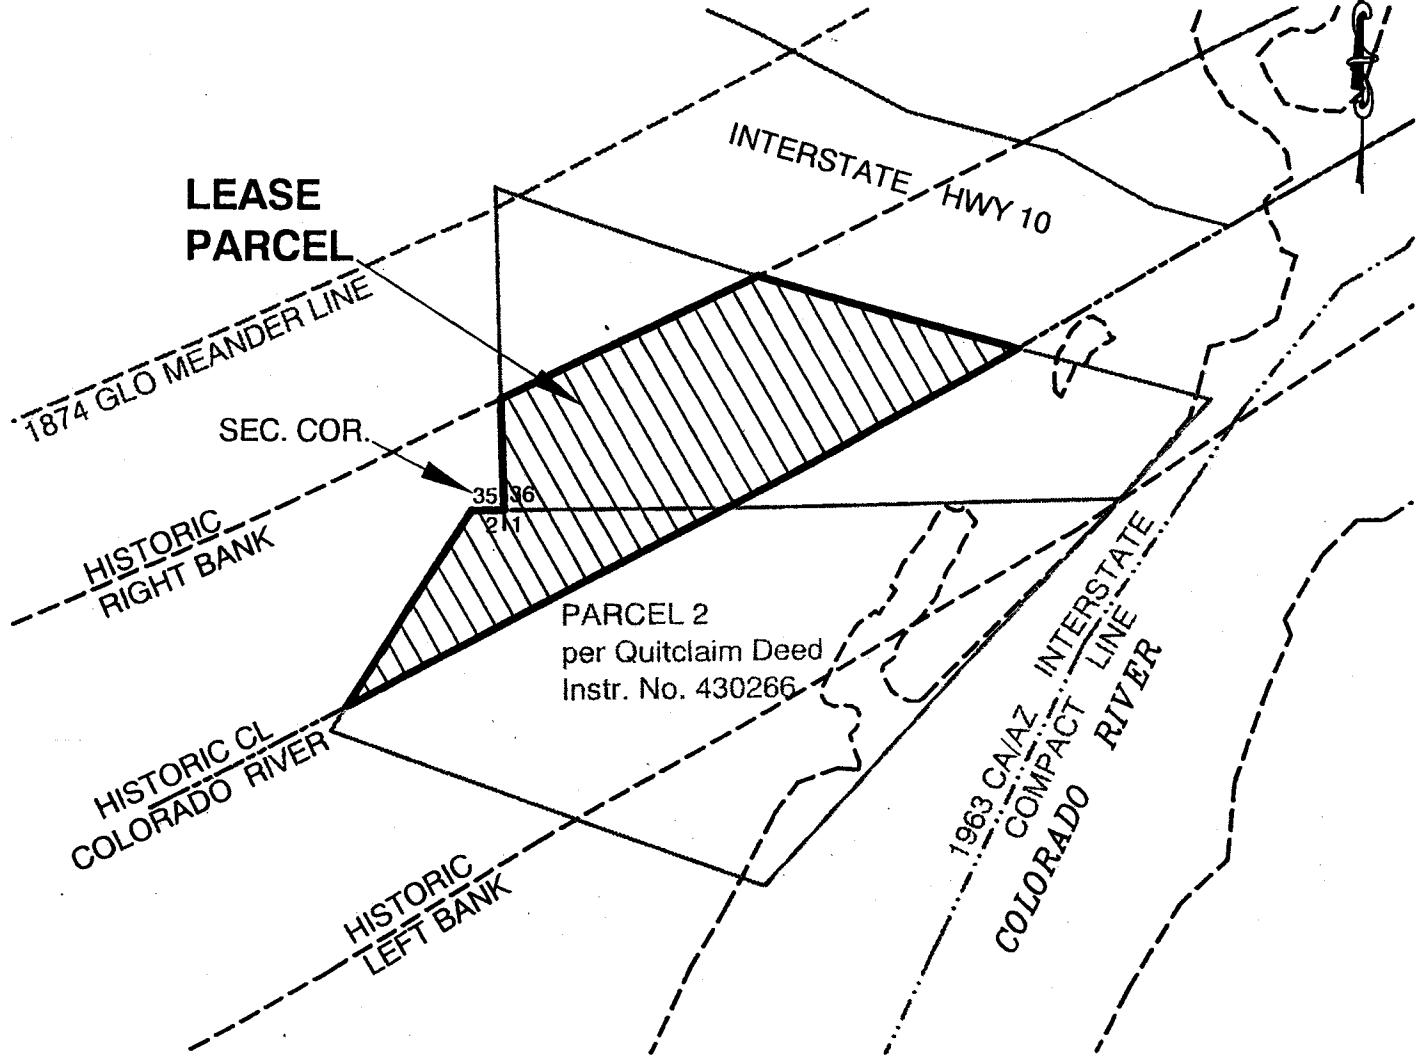 INTERSTATE HWY 10
LEASE
PARCEL
1874 GLO MEANDER LINE
SEC. COR.
35 36
2 1
HISTORIC
RIGHT BANK
PARCEL 2
per Quitclaim Deed
Instr. No. 430266
HISTORIC CL
COLORADO RIVER
HISTORIC
LEFT BANK
1963 CA/AZ INTERSTATE
COMPACT LINE
COLORADO RIVER